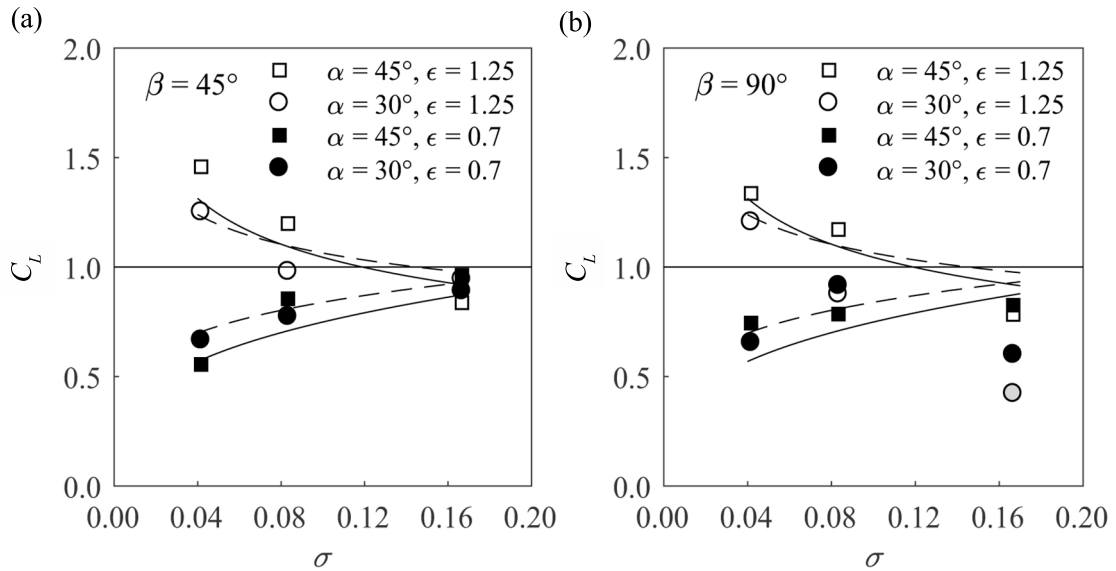 (a)
2.0
1.5
1.0
0.5
0.0
C_L
0.00 0.04 0.08 0.12 0.16 0.20
σ
β = 45°
α = 45°, ϵ = 1.25
α = 30°, ϵ = 1.25
α = 45°, ϵ = 0.7
α = 30°, ϵ = 0.7
(b)
2.0
1.5
1.0
0.5
0.0
C_L
0.00 0.04 0.08 0.12 0.16 0.20
σ
β = 90°
α = 45°, ϵ = 1.25
α = 30°, ϵ = 1.25
α = 45°, ϵ = 0.7
α = 30°, ϵ = 0.7